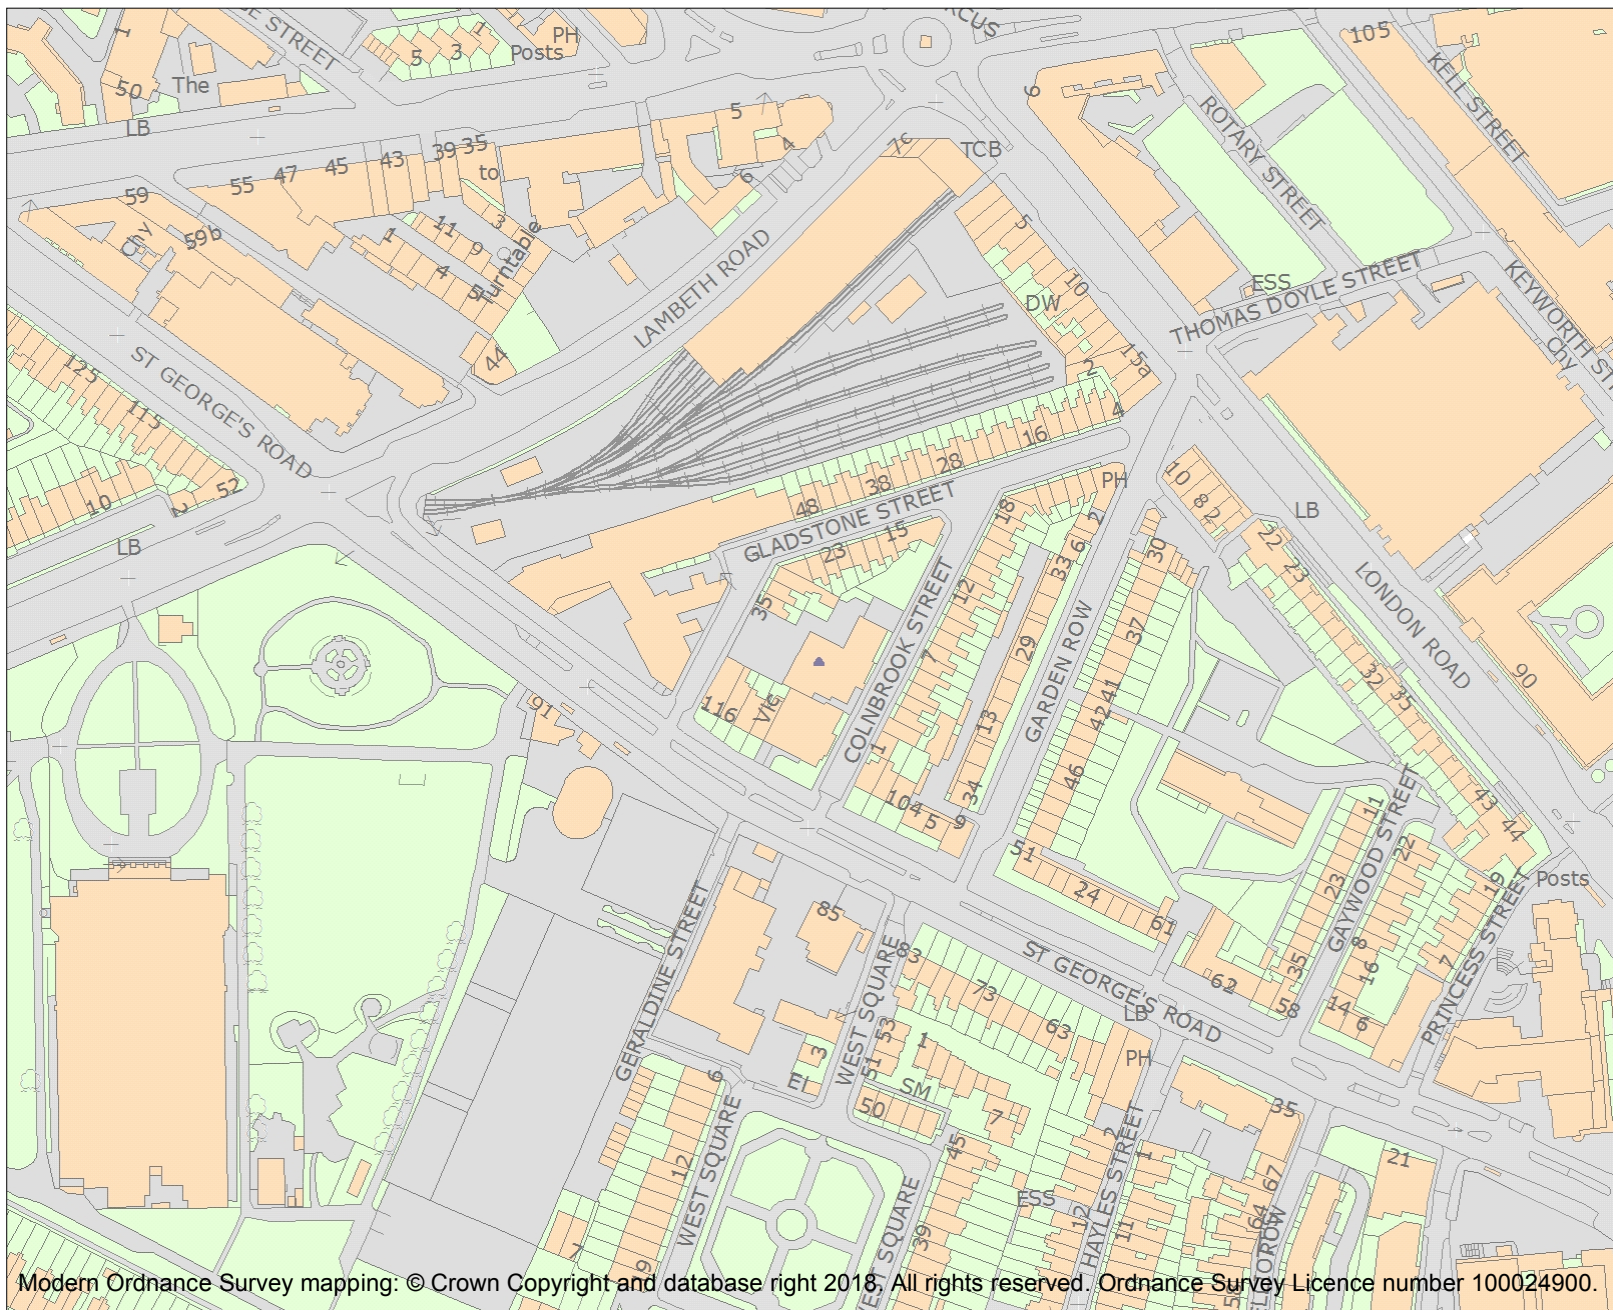 SE STREET
1
50
The
LB
5
3
1
PH
Posts
CIRCUS
105
KELL STREET
6
ROTARY STREET
TCB
7c
5
4
6
59
55
47
45
43
39
35
to
Chy
59b
1
11
3
9
4
Turntable
44
LAMBETH ROAD
5
10
DW
15a
2
4
ESS
THOMAS DOYLE STREET
KEYWORTH ST
Chy
125
115
ST GEORGE'S ROAD
52
10
2
LB
16
28
38
48
GLADSTONE STREET
15
23
35
18
PH
2
6
33
12
29
7
13
1
34
COLNBROOK STREET
GARDEN ROW
30
37
41
42
46
10
8
2
LB
22
23
LONDON ROAD
32
35
90
43
44
116
Vic
91
104
5
9
51
24
61
11
GAYWOOD STREET
22
23
35
19
Posts
PRINCESS STREET
8
16
7
14
6
62
58
GERALDINE STREET
85
83
73
63
ST GEORGE'S ROAD
LB
PH
WEST SQUARE
53
51
1
3
El
SM
50
7
45
6
12
WEST SQUARE
7
19
WEST SQUARE
39
ESS
2
1
12
11
HAYLES STREET
35
67
64
58
ROW
21
Modern Ordnance Survey mapping: © Crown Copyright and database right 2018, All rights reserved. Ordnance Survey Licence number 100024900.